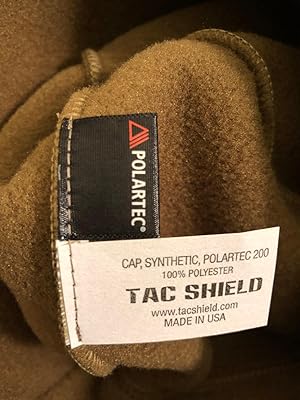 POLARTEC®
CAP, SYNTHETIC, POLARTEC 200
100% POLYESTER
TAC SHIELD
www.tacshield.com
MADE IN USA